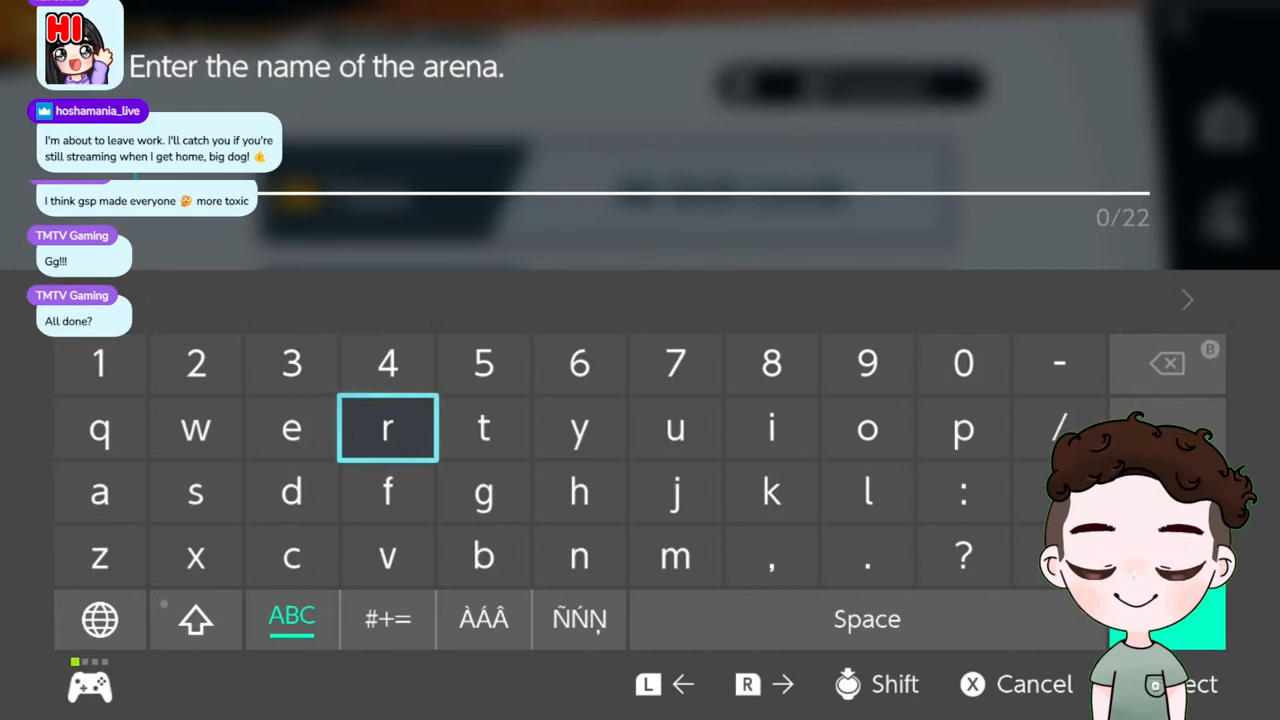 HI
Enter the name of the arena.
hoshamania_live
I'm about to leave work. I'll catch you if you're
still streaming when I get home, big dog! 🤙
I think gsp made everyone 🤔 more toxic
0/22
TMTV Gaming
Gg!!!
TMTV Gaming
All done?
1 2 3 4 5 6 7 8 9 0 - B
q w e r t y u i o p /
a s d f g h j k l :
z x c v b n m , . ?
ABC #+= ÀÁÂ ÑŃŅ Space
L ← R → Shift X Cancel